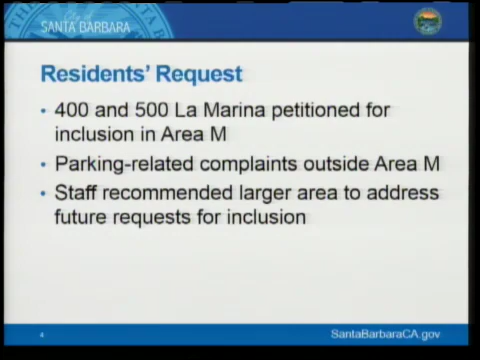 SANTA BARBARA
Residents' Request
• 400 and 500 La Marina petitioned for
inclusion in Area M
• Parking-related complaints outside Area M
• Staff recommended larger area to address
future requests for inclusion
4
SantaBarbaraCA.gov